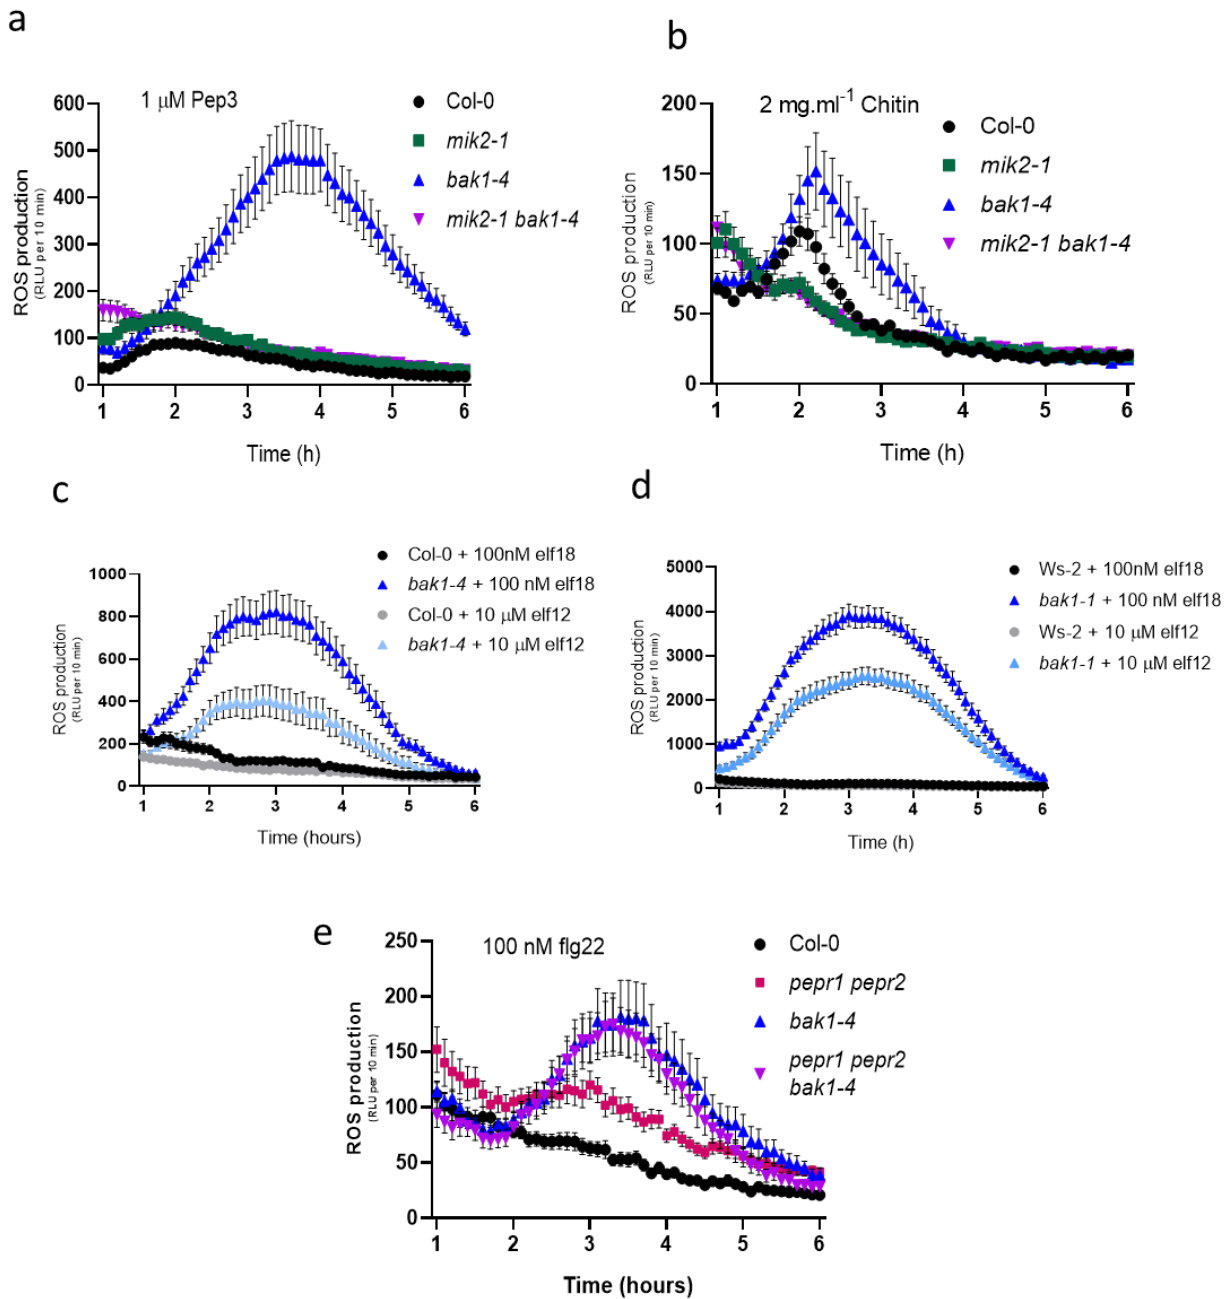 a
1 μM Pep3
Col-0
mik2-1
bak1-4
mik2-1 bak1-4
ROS production
(RLU per 10 min)
600
500
400
300
200
100
0
1 2 3 4 5 6
Time (h)
b
2 mg.ml-1 Chitin
Col-0
mik2-1
bak1-4
mik2-1 bak1-4
ROS production
(RLU per 10 min)
200
150
100
50
0
1 2 3 4 5 6
Time (h)
c
Col-0 + 100nM elf18
bak1-4 + 100 nM elf18
Col-0 + 10 μM elf12
bak1-4 + 10 μM elf12
ROS production
(RLU per 10 min)
1000
800
600
400
200
0
1 2 3 4 5 6
Time (hours)
d
Ws-2 + 100nM elf18
bak1-1 + 100 nM elf18
Ws-2 + 10 μM elf12
bak1-1 + 10 μM elf12
ROS production
(RLU per 10 min)
5000
4000
3000
2000
1000
0
1 2 3 4 5 6
Time (h)
e
100 nM flg22
Col-0
pepr1 pepr2
bak1-4
pepr1 pepr2
bak1-4
ROS production
(RLU per 10 min)
250
200
150
100
50
0
1 2 3 4 5 6
Time (hours)